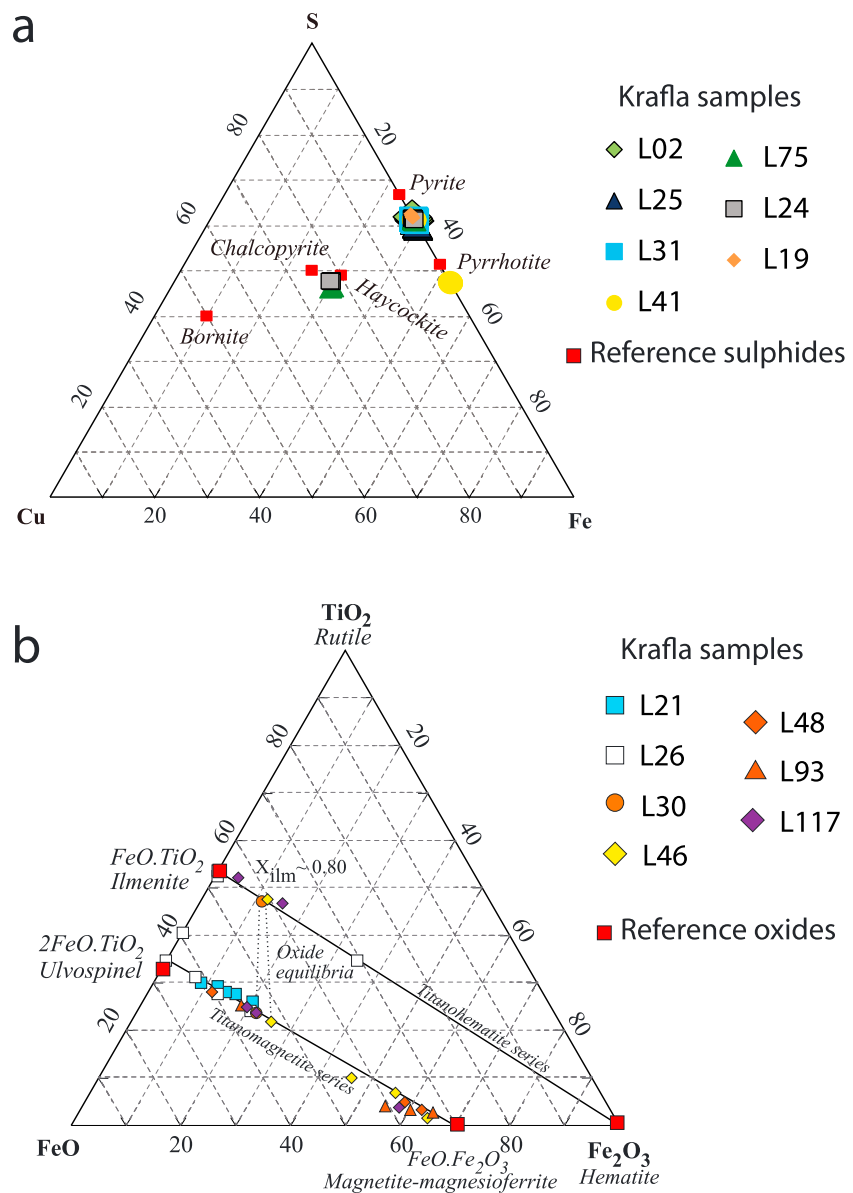 a
S
Krafla samples
80
20
L02
L75
Pyrite
L25
L24
60
40
Chalcopyrite
L31
L19
Pyrrhotite
Haycockite
40
60
L41
Bornite
Reference sulphides
20
80
Cu
20
40
60
80
Fe
b
TiO₂
Rutile
Krafla samples
80
20
L21
L48
L26
L93
L30
L117
60
40
L46
FeO.TiO₂
Ilmenite
X_ilm ~ 0.80
40
60
Reference oxides
2FeO.TiO₂
Ulvospinel
Oxide
equilibria
Titanohematite series
20
80
Titanomagnetite series
FeO
20
40
60
80
Fe₂O₃
Hematite
FeO.Fe₂O₃
Magnetite-magnesioferrite